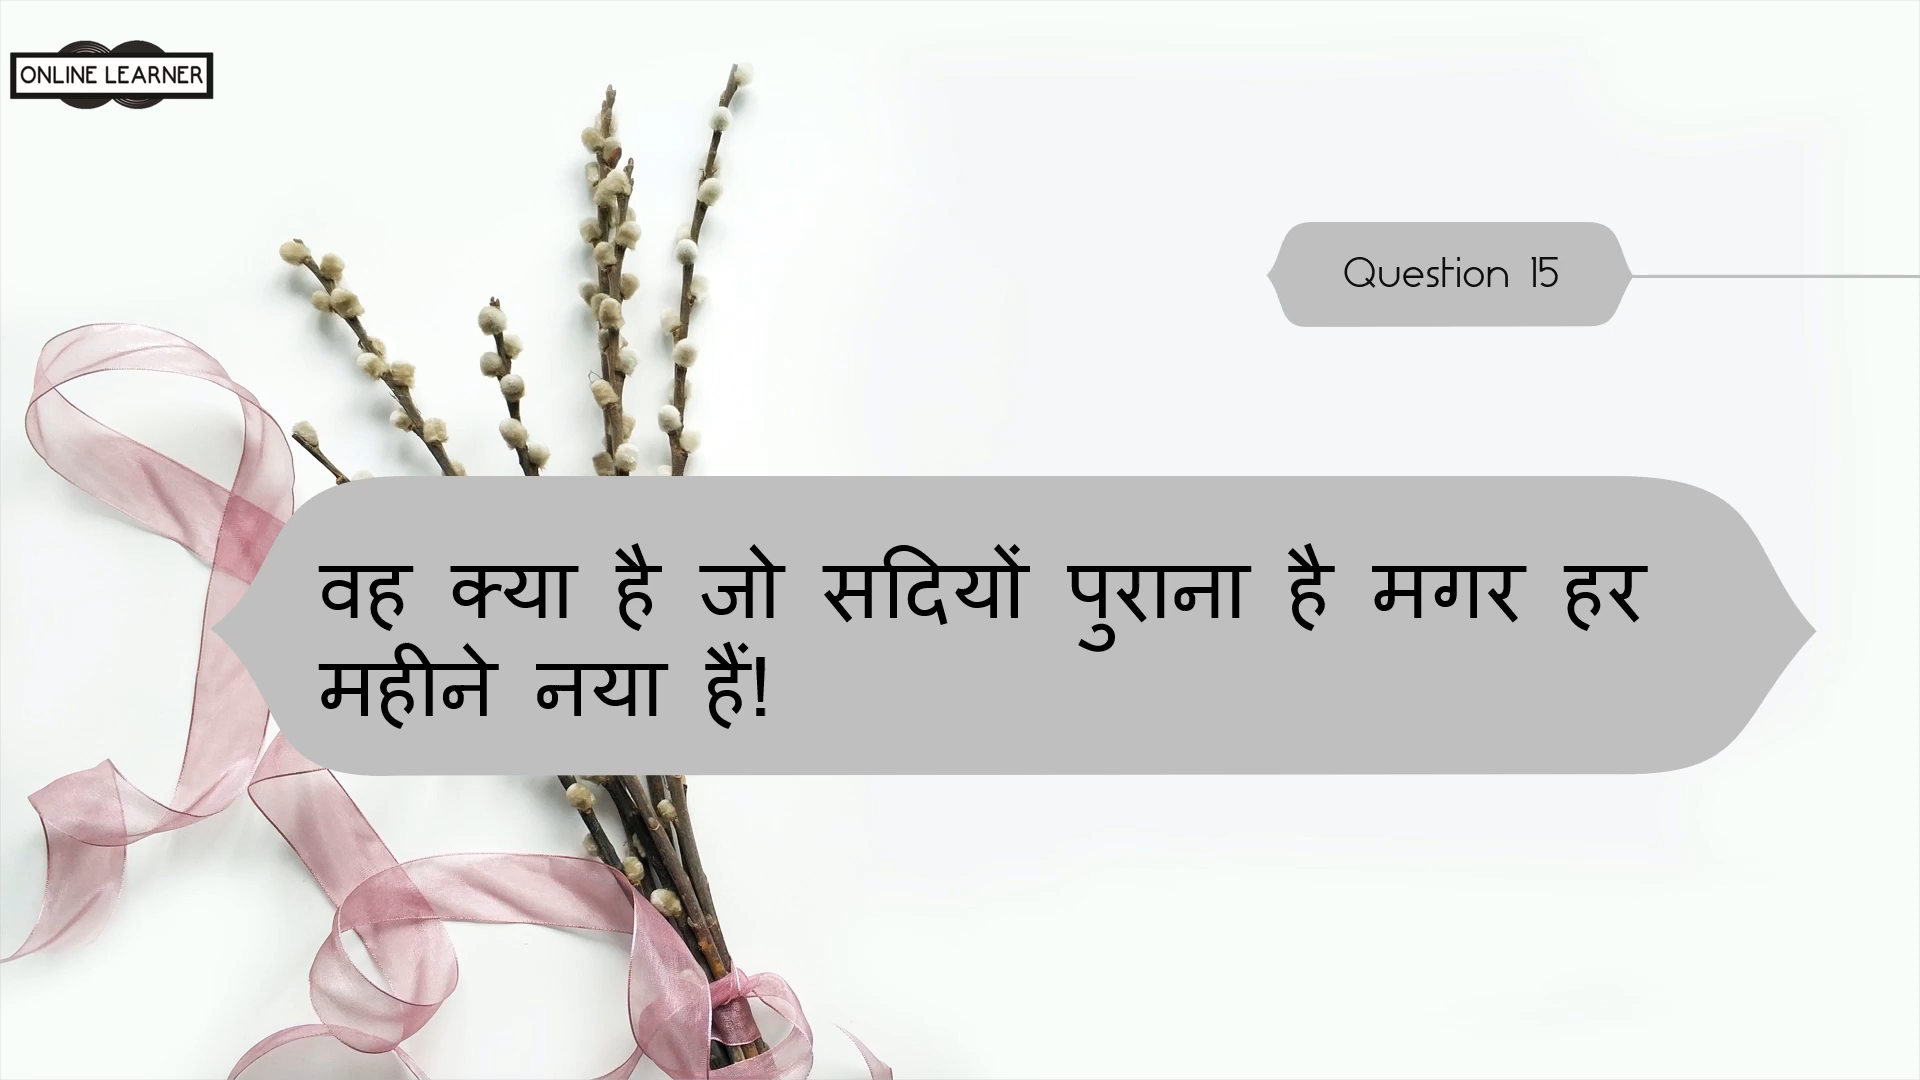 ONLINE LEARNER
Question 15
वह क्या है जो सदियों पुराना है मगर हर
महीने नया हैं!